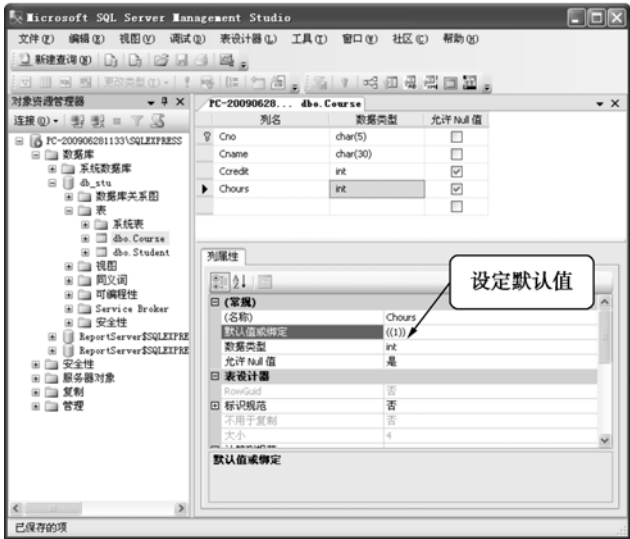 Microsoft SQL Server Management Studio
文件(F) 编辑(E) 视图(V) 调试(D) 表设计器(L) 工具(T) 窗口(W) 社区(C) 帮助(H)
新建查询(N)
更改类型(Y)
对象资源管理器
连接(O)
PC-200906281133\SQLEXPRESS
数据库
系统数据库
db_stu
数据库关系图
表
系统表
dbo.Course
dbo.Student
视图
同义词
可编程性
Service Broker
安全性
ReportServer$SQLEXPRE
ReportServer$SQLEXPRE
安全性
服务器对象
复制
管理
PC-20090628... dbo.Course
列名 数据类型 允许 Null 值
Cno char(5)
Cname char(30)
Ccredit int
Chours int
列属性
设定默认值
(常规)
(名称) Chours
默认值或绑定 ((1))
数据类型 int
允许 Null 值 是
表设计器
RowGuid 否
标识规范 否
不用于复制 否
大小 4
默认值或绑定
已保存的项